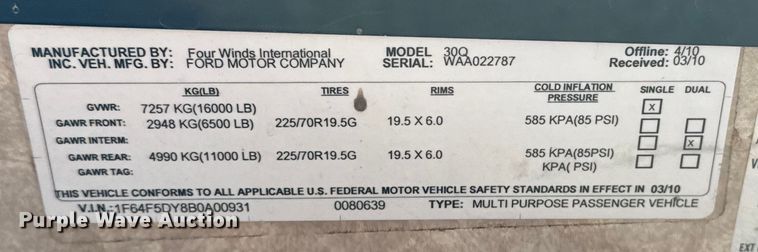 MANUFACTURED BY: Four Winds International MODEL 30Q Offline: 4/10
INC. VEH. MFG. BY: FORD MOTOR COMPANY SERIAL: WAA022787 Received: 03/10
KG(LB) TIRES RIMS COLD INFLATION PRESSURE SINGLE DUAL
GVWR: 7257 KG(16000 LB) X
GAWR FRONT: 2948 KG(6500 LB) 225/70R19.5G 19.5 X 6.0 585 KPA(85 PSI)
GAWR INTERM: X
GAWR REAR: 4990 KG(11000 LB) 225/70R19.5G 19.5 X 6.0 585 KPA(85PSI)
GAWR TAG: KPA( PSI)
THIS VEHICLE CONFORMS TO ALL APPLICABLE U.S. FEDERAL MOTOR VEHICLE SAFETY STANDARDS IN EFFECT IN 03/10
V.I.N.:1F64F5DY8B0A00931 0080639 TYPE: MULTI PURPOSE PASSENGER VEHICLE
Purple Wave Auction
EXT